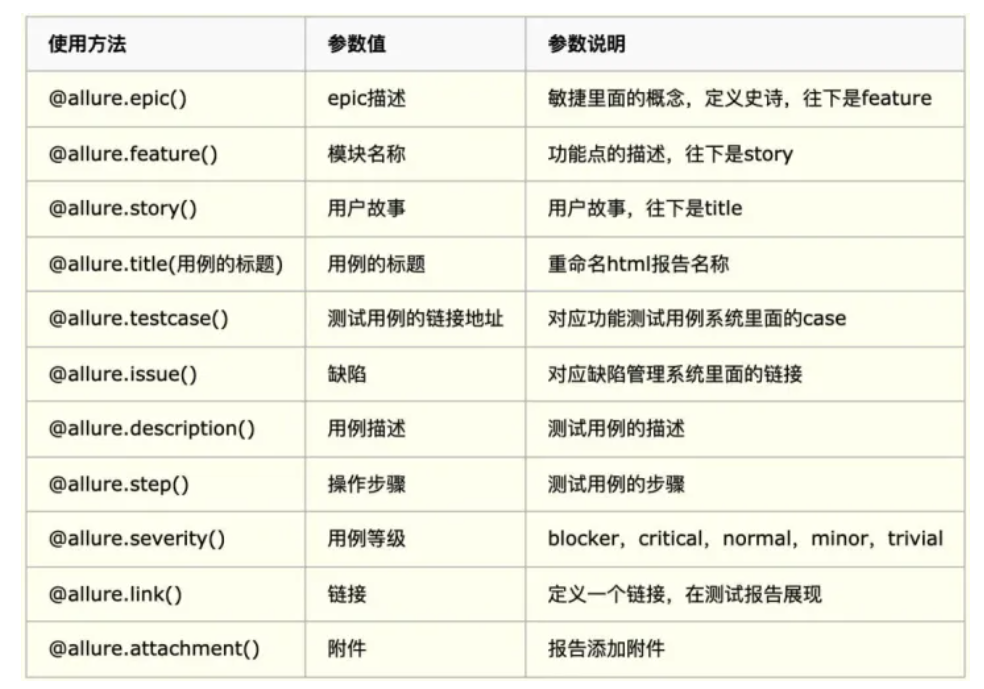 使用方法 参数值 参数说明
@allure.epic() epic描述 敏捷里面的概念，定义史诗，往下是feature
@allure.feature() 模块名称 功能点的描述，往下是story
@allure.story() 用户故事 用户故事，往下是title
@allure.title(用例的标题) 用例的标题 重命名html报告名称
@allure.testcase() 测试用例的链接地址 对应功能测试用例系统里面的case
@allure.issue() 缺陷 对应缺陷管理系统里面的链接
@allure.description() 用例描述 测试用例的描述
@allure.step() 操作步骤 测试用例的步骤
@allure.severity() 用例等级 blocker，critical，normal，minor，trivial
@allure.link() 链接 定义一个链接，在测试报告展现
@allure.attachment() 附件 报告添加附件